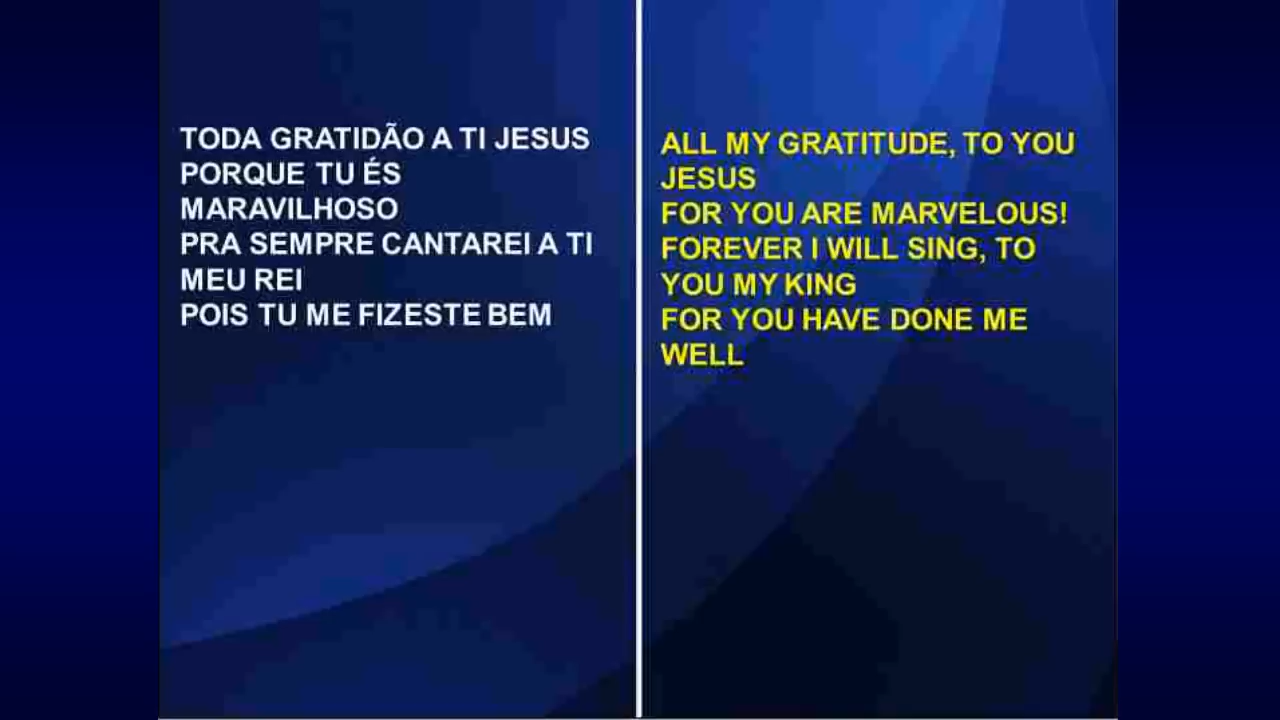 TODA GRATIDÃO A TI JESUS
PORQUE TU ÉS
MARAVILHOSO
PRA SEMPRE CANTAREI A TI
MEU REI
POIS TU ME FIZESTE BEM
ALL MY GRATITUDE, TO YOU
JESUS
FOR YOU ARE MARVELOUS!
FOREVER I WILL SING, TO
YOU MY KING
FOR YOU HAVE DONE ME
WELL